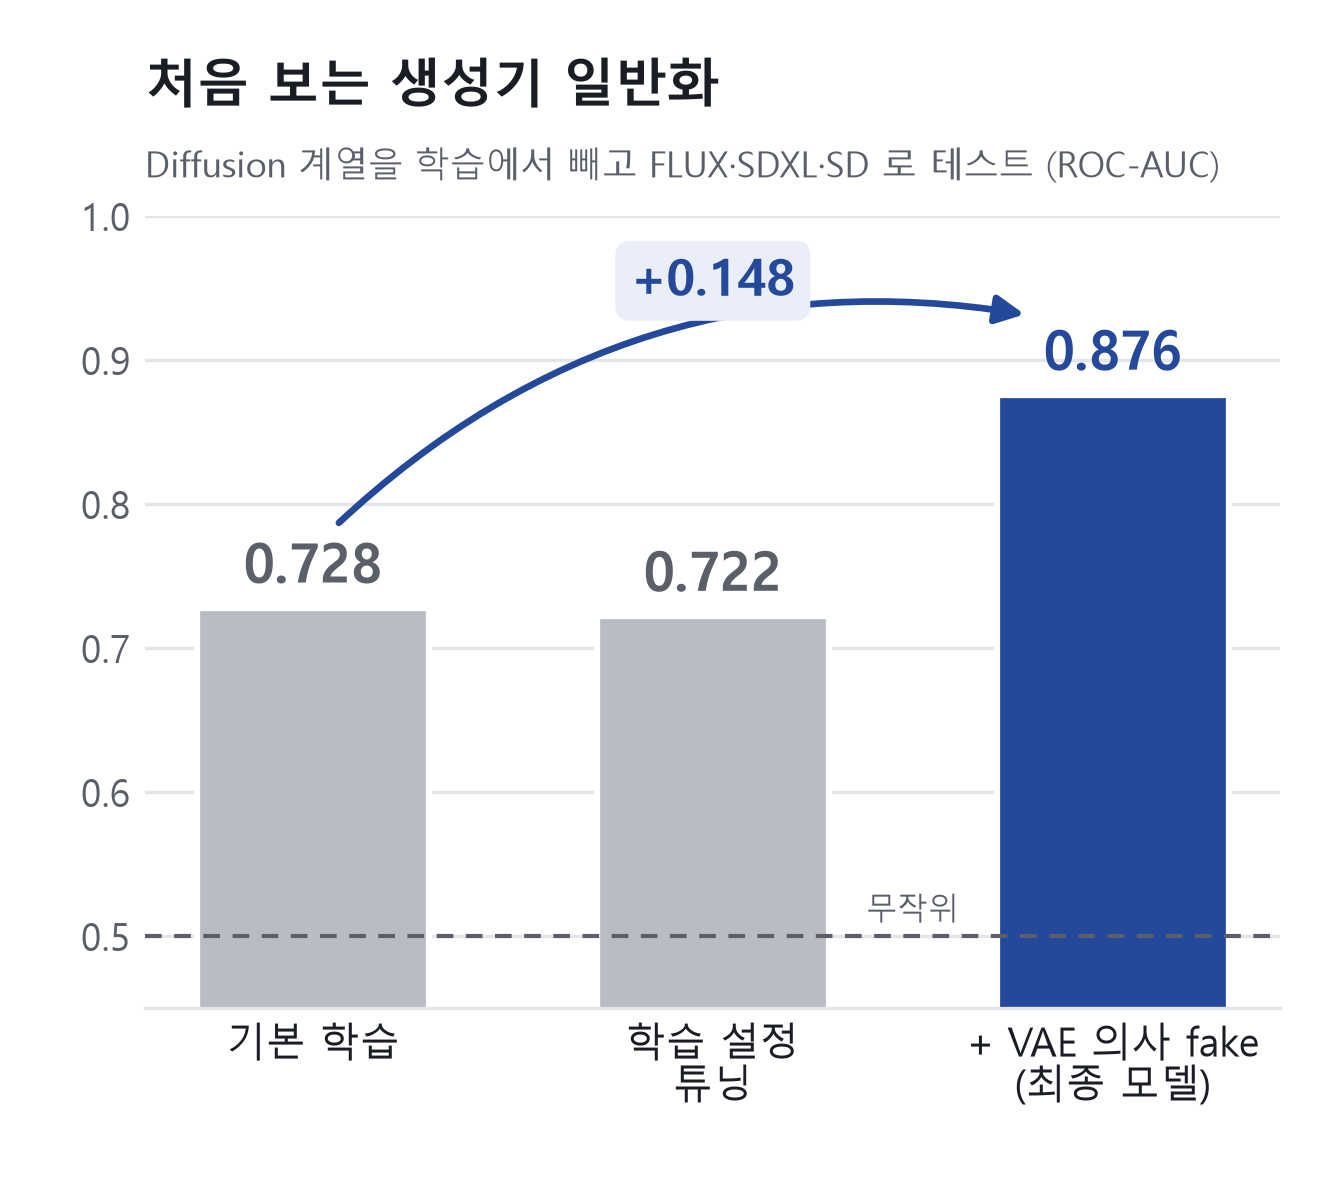 처음 보는 생성기 일반화
Diffusion 계열을 학습에서 빼고 FLUX·SDXL·SD 로 테스트 (ROC-AUC)
1.0
+0.148
0.9
0.876
0.8
0.728
0.722
0.7
0.6
무작위
0.5
기본 학습
학습 설정
튜닝
+ VAE 의사 fake
(최종 모델)